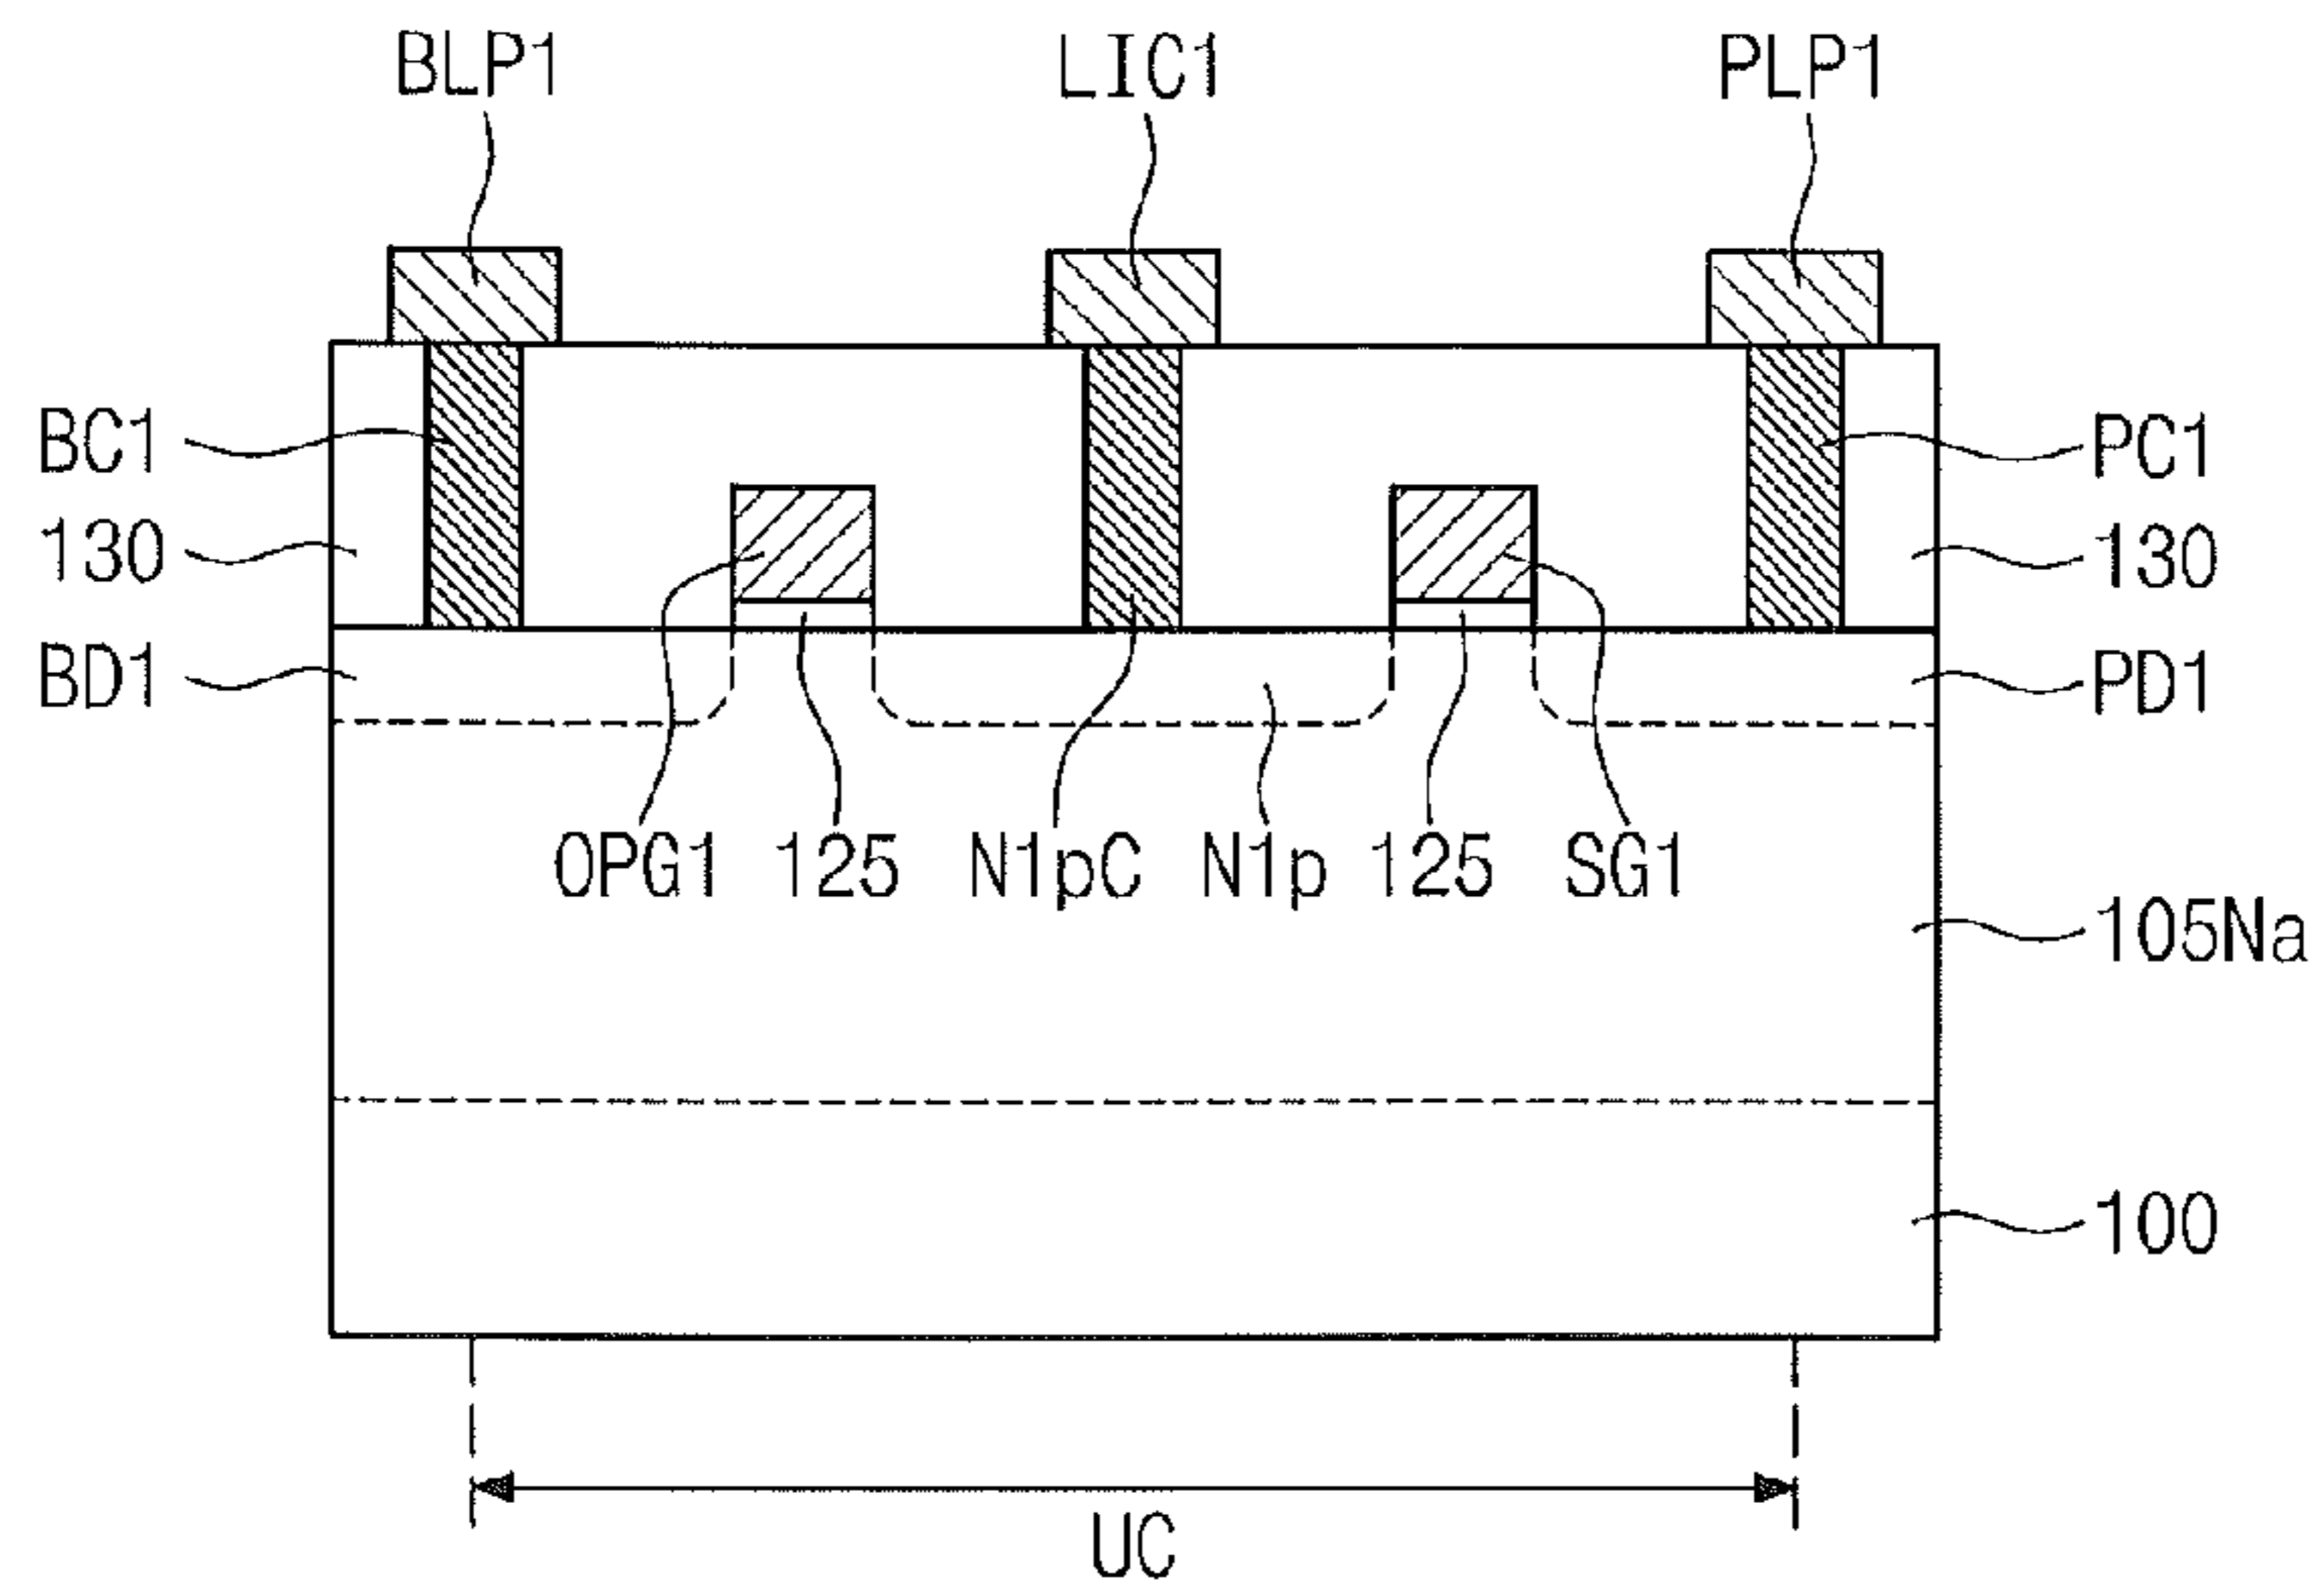 BLP1 LIC1 PLP1
BC1 PC1
130 130
BD1 PD1
OPG1 125 N1pC N1p 125 SG1
105Na
100
UC